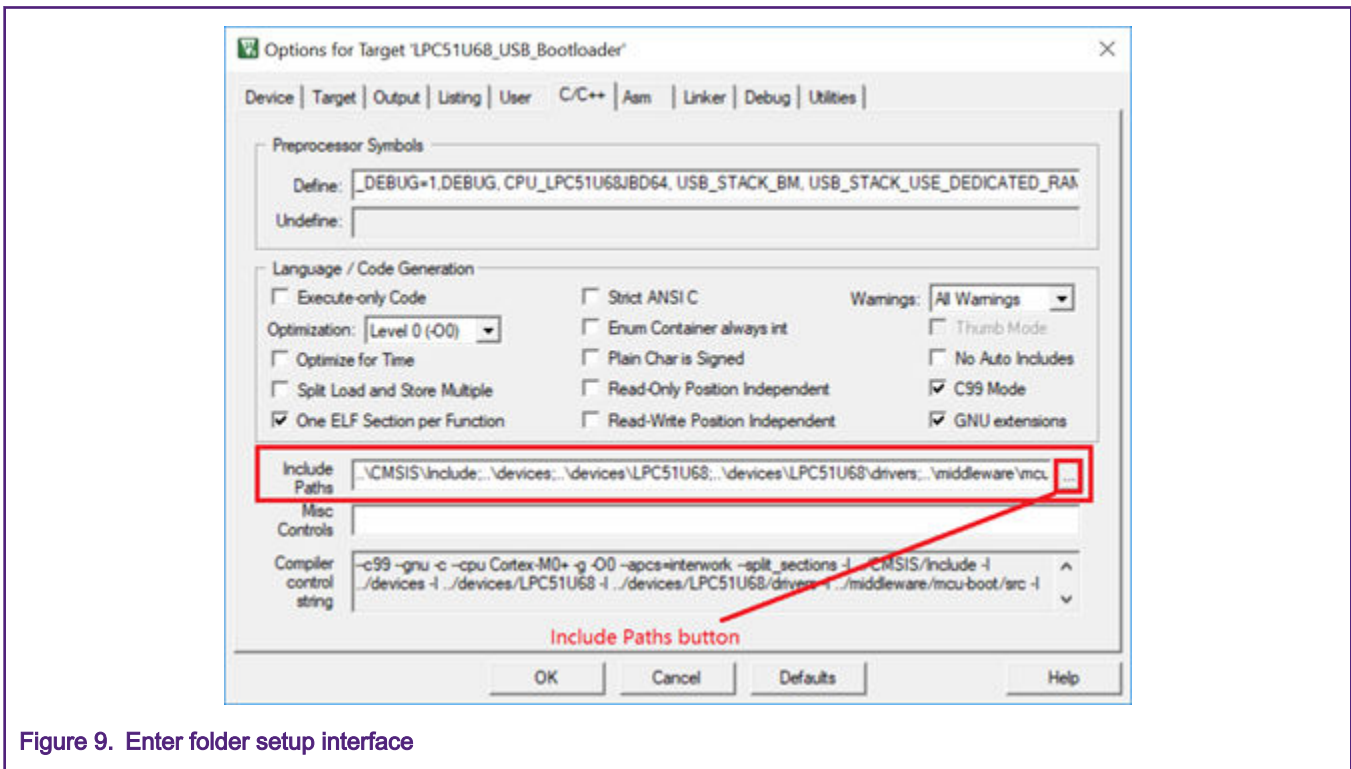 Options for Target 'LPC51U68_USB_Bootloader'
Device | Target | Output | Listing | User C/C++ | Asm | Linker | Debug | Utilities |
Preprocessor Symbols
Define: _DEBUG=1,DEBUG, CPU_LPC51U68JBD64, USB_STACK_BM, USB_STACK_USE_DEDICATED_RAM
Undefine:
Language / Code Generation
Execute-only Code Strict ANSI C Warnings: All Warnings
Optimization: Level 0 (-O0) Enum Container always int Thumb Mode
Optimize for Time Plain Char is Signed No Auto Includes
Split Load and Store Multiple Read-Only Position Independent C99 Mode
One ELF Section per Function Read-Write Position Independent GNU extensions
Include Paths ..\CMSIS\Include;..\devices;..\devices\LPC51U68;..\devices\LPC51U68\drivers;..\middleware\mcu ...
Misc Controls
Compiler control string --c99 --gnu -c --cpu Cortex-M0+ -g -O0 --apcs=interwork --split_sections -I ../CMSIS/Include -I
../devices -I ../devices/LPC51U68 -I ../devices/LPC51U68/drivers -I ../middleware/mcu-boot/src -I
Include Paths button
OK Cancel Defaults Help
Figure 9. Enter folder setup interface